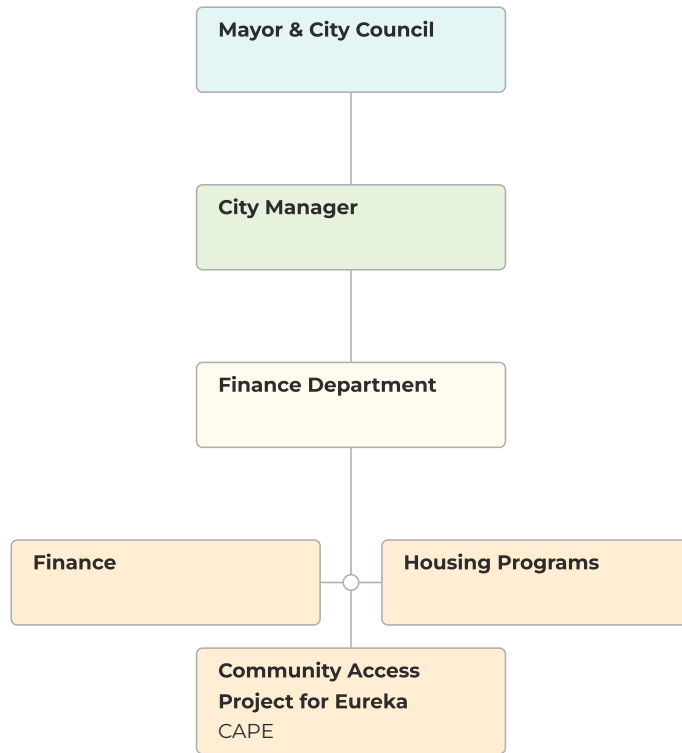 Mayor & City Council
City Manager
Finance Department
Finance
Housing Programs
Community Access
Project for Eureka
CAPE